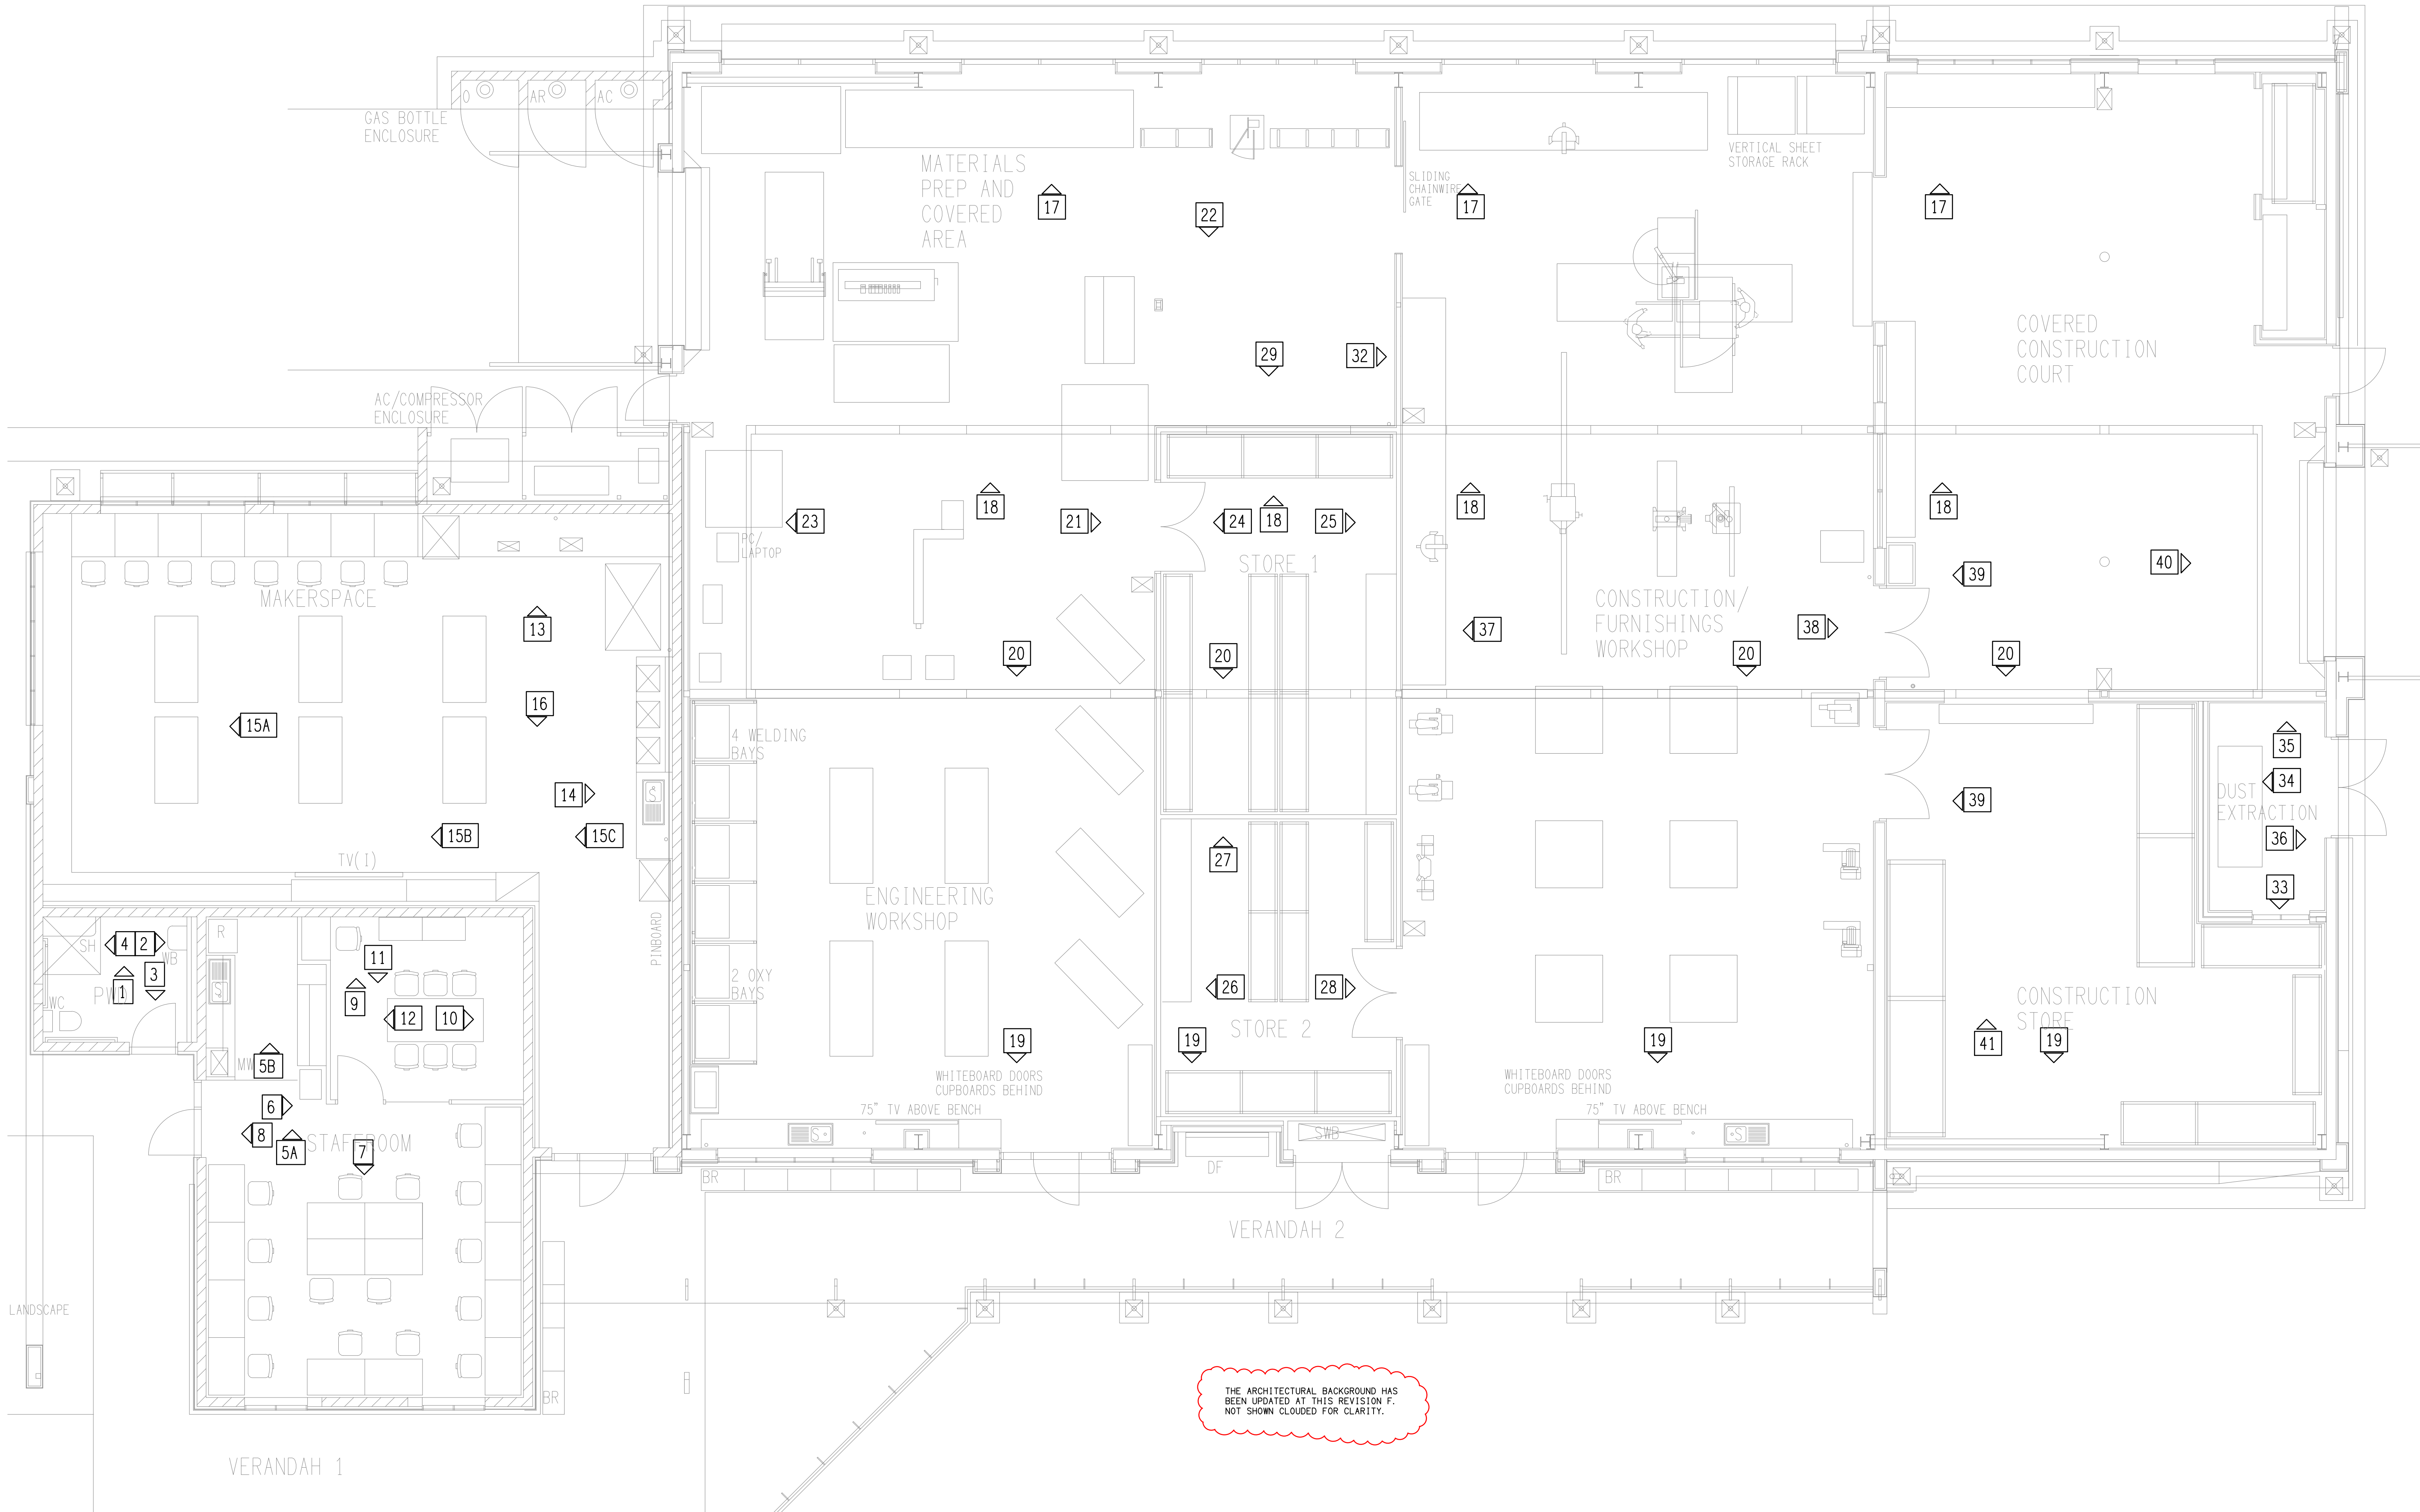 O
AR
AC
GAS BOTTLE
ENCLOSURE
MATERIALS
PREP AND
COVERED
AREA
17
22
SLIDING
CHAINWIRE
GATE
17
VERTICAL SHEET
STORAGE RACK
17
COVERED
CONSTRUCTION
COURT
29
32
AC/COMPRESSOR
ENCLOSURE
23
PC/
LAPTOP
18
21
24
18
25
STORE 1
18
18
39
40
MAKERSPACE
13
CONSTRUCTION/
FURNISHINGS
WORKSHOP
37
38
20
20
20
20
16
15A
14
S
15B
15C
TV(I)
4 WELDING
BAYS
35
34
DUST
EXTRACTION
36
33
39
27
ENGINEERING
WORKSHOP
PINBOARD
SH
4
2
WB
3
1
PWD
WC
R
S
11
9
12
10
2 OXY
BAYS
26
28
STORE 2
CONSTRUCTION
STORE
41
19
19
19
19
MW
5B
6
8
5A
STAFFROOM
7
WHITEBOARD DOORS
CUPBOARDS BEHIND
75" TV ABOVE BENCH
S
WHITEBOARD DOORS
CUPBOARDS BEHIND
75" TV ABOVE BENCH
S
SWB
DF
BR
BR
VERANDAH 2
LANDSCAPE
BR
THE ARCHITECTURAL BACKGROUND HAS
BEEN UPDATED AT THIS REVISION F.
NOT SHOWN CLOUDED FOR CLARITY.
VERANDAH 1